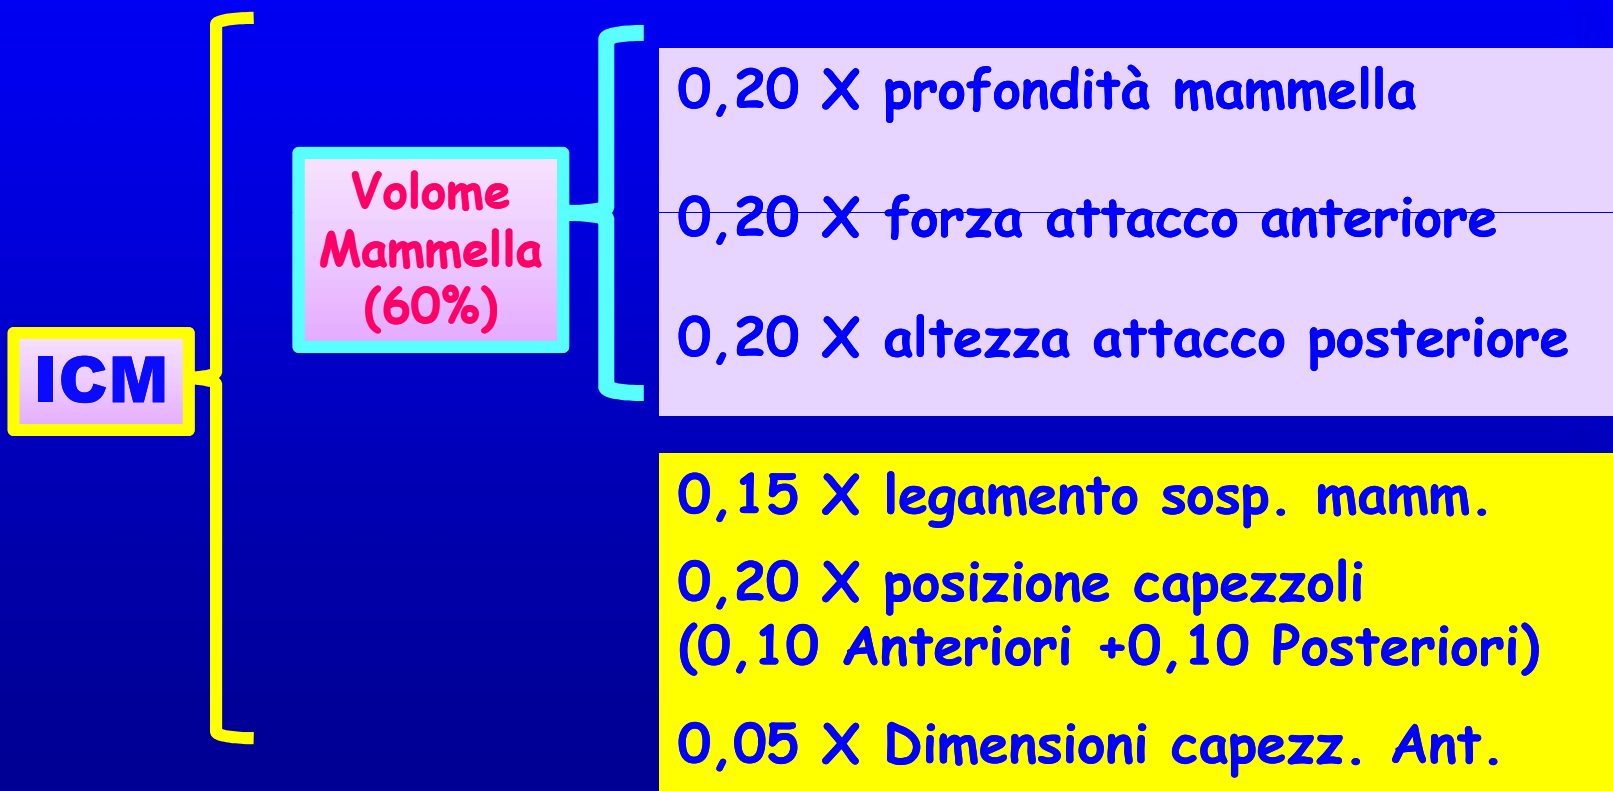 ICM
Volome
Mammella
(60%)
0,20 X profondità mammella
0,20 X forza attacco anteriore
0,20 X altezza attacco posteriore
0,15 X legamento sosp. mamm.
0,20 X posizione capezzoli
(0,10 Anteriori +0,10 Posteriori)
0,05 X Dimensioni capezz. Ant.